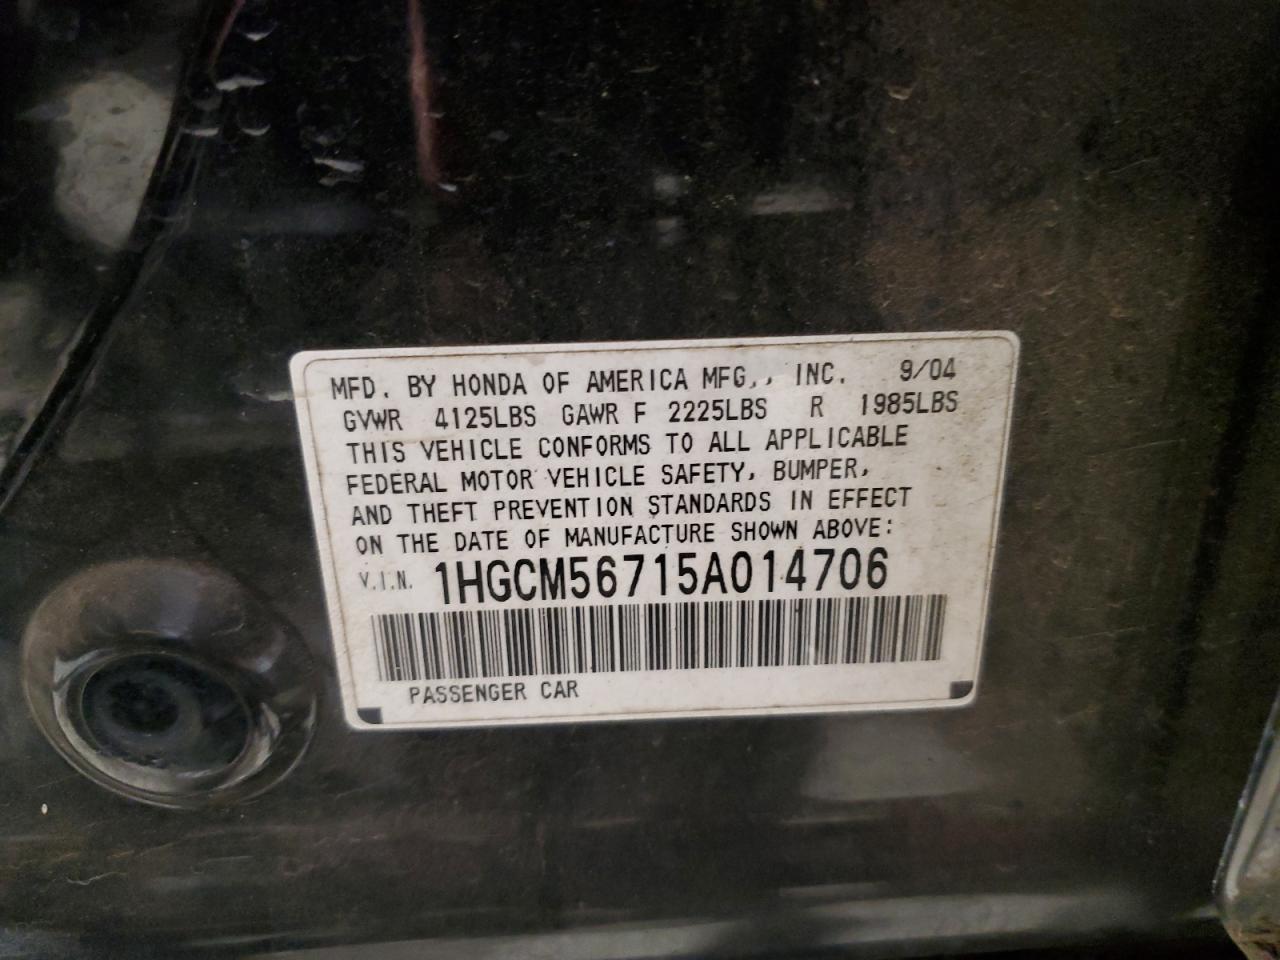 MFD. BY HONDA OF AMERICA MFG., INC. 9/04
GVWR 4125LBS GAWR F 2225LBS R 1985LBS
THIS VEHICLE CONFORMS TO ALL APPLICABLE
FEDERAL MOTOR VEHICLE SAFETY, BUMPER,
AND THEFT PREVENTION STANDARDS IN EFFECT
ON THE DATE OF MANUFACTURE SHOWN ABOVE:
V.I.N. 1HGCM56715A014706
PASSENGER CAR